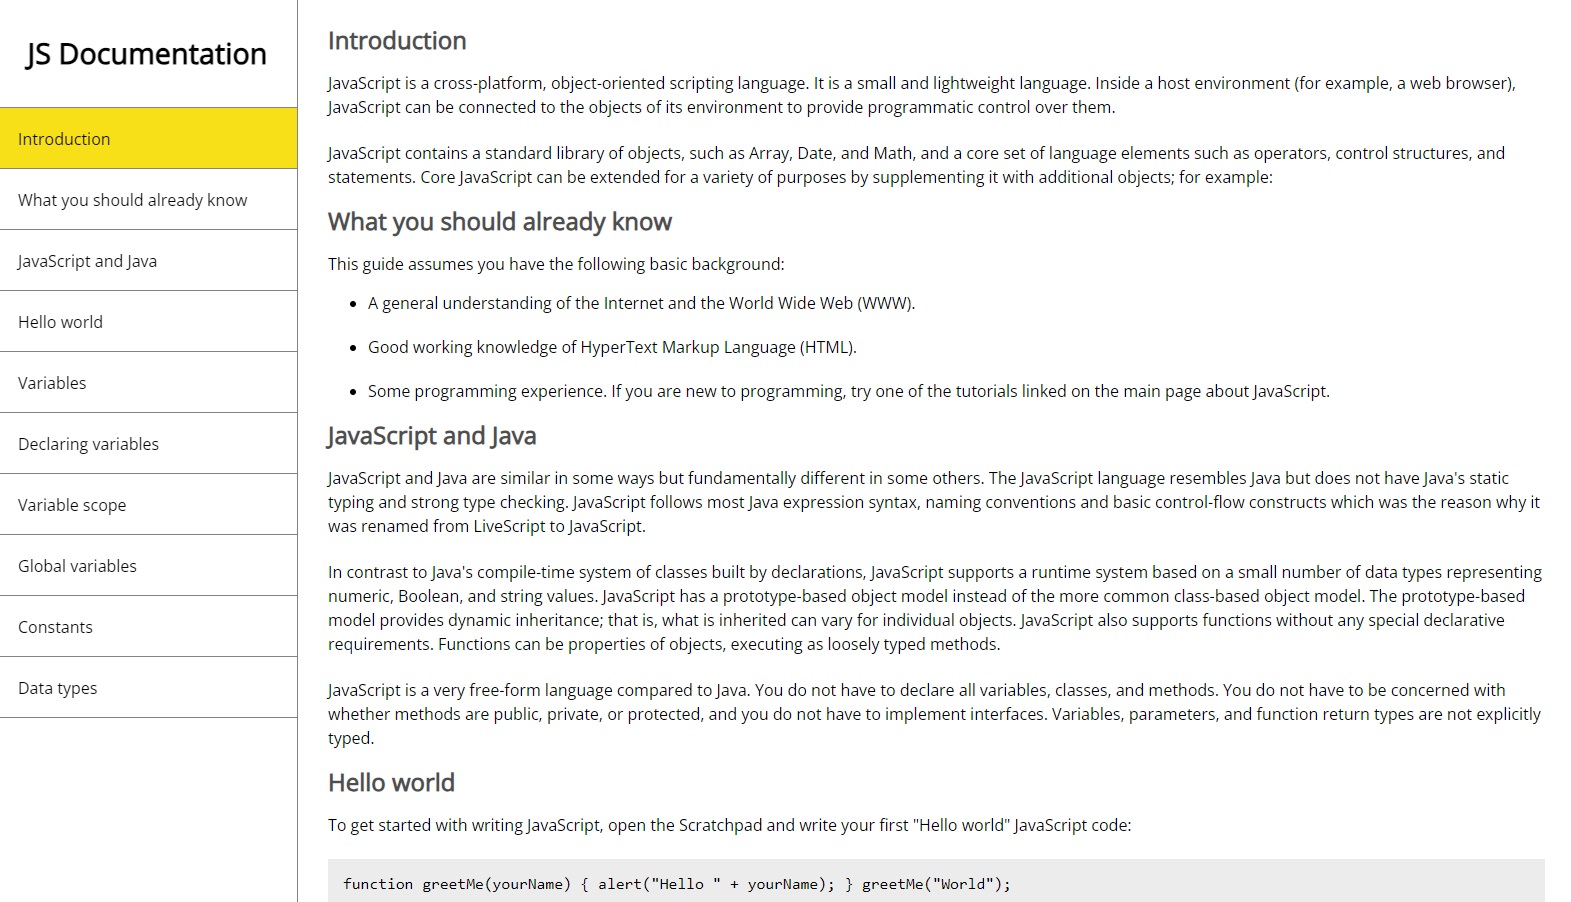 JS Documentation
Introduction
What you should already know
JavaScript and Java
Hello world
Variables
Declaring variables
Variable scope
Global variables
Constants
Data types
Introduction
JavaScript is a cross-platform, object-oriented scripting language. It is a small and lightweight language. Inside a host environment (for example, a web browser),
JavaScript can be connected to the objects of its environment to provide programmatic control over them.
JavaScript contains a standard library of objects, such as Array, Date, and Math, and a core set of language elements such as operators, control structures, and
statements. Core JavaScript can be extended for a variety of purposes by supplementing it with additional objects; for example:
What you should already know
This guide assumes you have the following basic background:
• A general understanding of the Internet and the World Wide Web (WWW).
• Good working knowledge of HyperText Markup Language (HTML).
• Some programming experience. If you are new to programming, try one of the tutorials linked on the main page about JavaScript.
JavaScript and Java
JavaScript and Java are similar in some ways but fundamentally different in some others. The JavaScript language resembles Java but does not have Java's static
typing and strong type checking. JavaScript follows most Java expression syntax, naming conventions and basic control-flow constructs which was the reason why it
was renamed from LiveScript to JavaScript.
In contrast to Java's compile-time system of classes built by declarations, JavaScript supports a runtime system based on a small number of data types representing
numeric, Boolean, and string values. JavaScript has a prototype-based object model instead of the more common class-based object model. The prototype-based
model provides dynamic inheritance; that is, what is inherited can vary for individual objects. JavaScript also supports functions without any special declarative
requirements. Functions can be properties of objects, executing as loosely typed methods.
JavaScript is a very free-form language compared to Java. You do not have to declare all variables, classes, and methods. You do not have to be concerned with
whether methods are public, private, or protected, and you do not have to implement interfaces. Variables, parameters, and function return types are not explicitly
typed.
Hello world
To get started with writing JavaScript, open the Scratchpad and write your first "Hello world" JavaScript code:
function greetMe(yourName) { alert("Hello " + yourName); } greetMe("World");